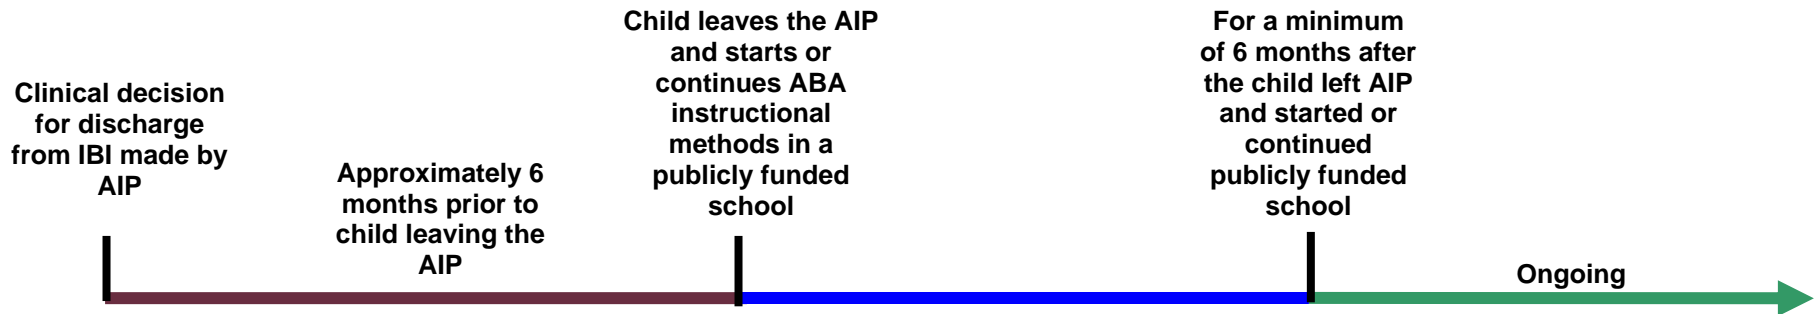 Clinical decision
for discharge
from IBI made by
AIP
Approximately 6
months prior to
child leaving the
AIP
Child leaves the AIP
and starts or
continues ABA
instructional
methods in a
publicly funded
school
For a minimum
of 6 months after
the child left AIP
and started or
continued
publicly funded
school
Ongoing